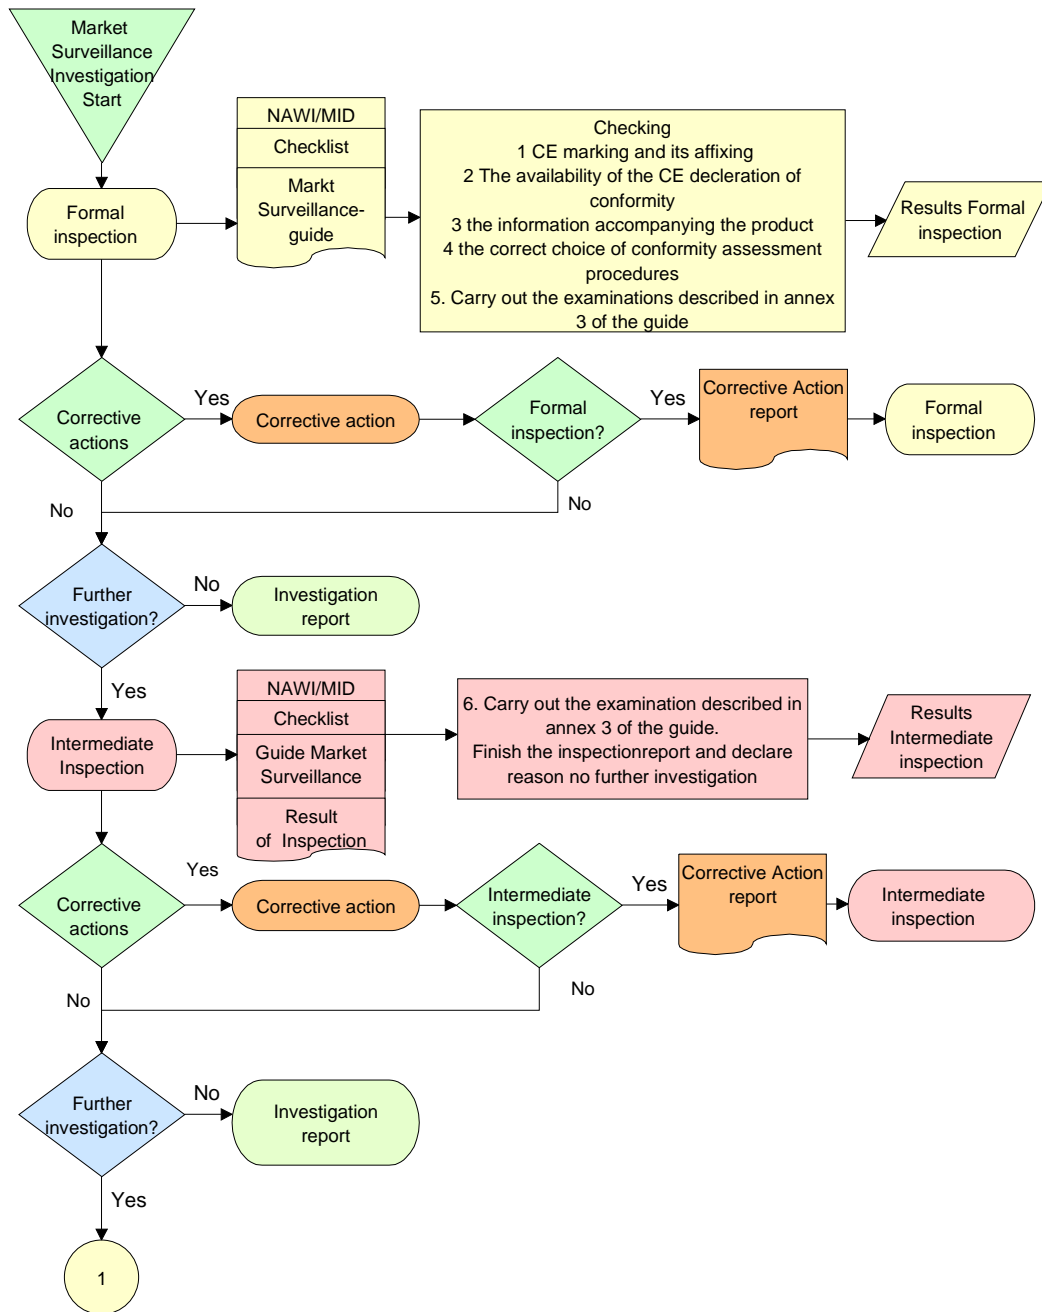 Market
Surveillance
Investigation
Start
NAWI/MID
Checklist
Markt
Surveillance-
guide
Checking
1 CE marking and its affixing
2 The availability of the CE decleration of
conformity
3 the information accompanying the product
4 the correct choice of conformity assessment
procedures
5. Carry out the examinations described in annex
3 of the guide
Results Formal
inspection
Formal
inspection
Corrective
actions
Yes
Corrective action
Formal
inspection?
Yes
Corrective Action
report
Formal
inspection
No
No
Further
investigation?
No
Investigation
report
Yes
Intermediate
Inspection
NAWI/MID
Checklist
Guide Market
Surveillance
Result
of Inspection
6. Carry out the examination described in
annex 3 of the guide.
Finish the inspectionreport and declare
reason no further investigation
Results
Intermediate
inspection
Corrective
actions
Yes
Corrective action
Intermediate
inspection?
Yes
Corrective Action
report
Intermediate
inspection
No
No
Further
investigation?
No
Investigation
report
Yes
1